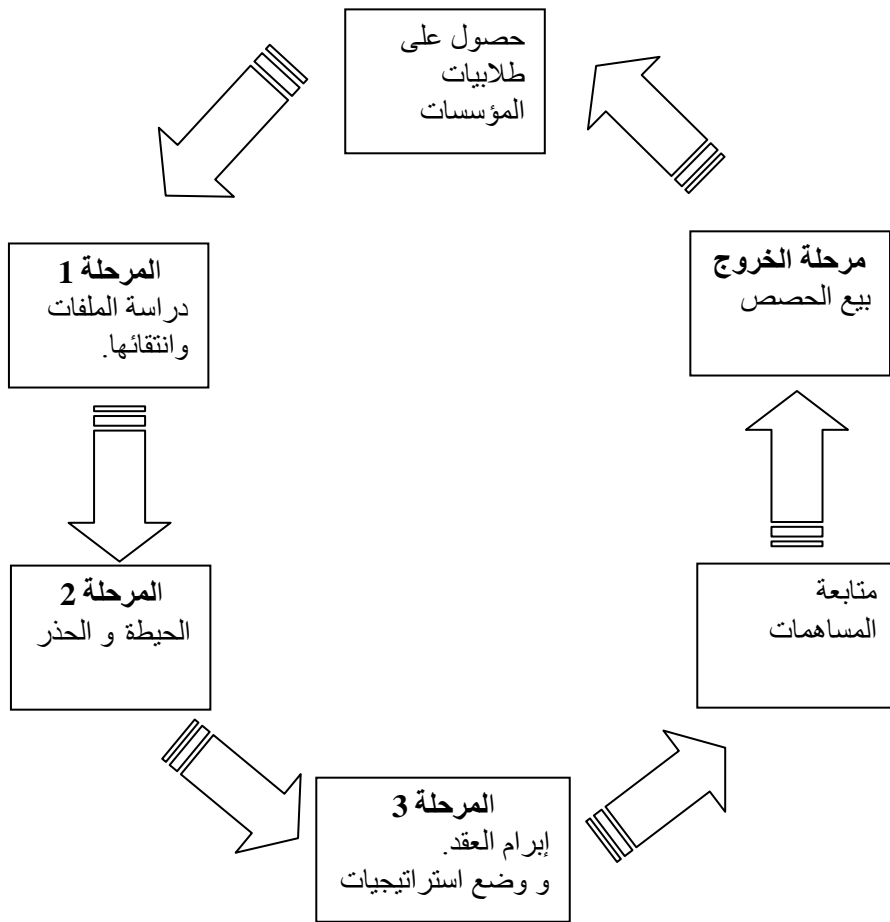 حصول على
طلابيات
المؤسسات
المرحلة 1
دراسة الملفات
وانتقائها.
المرحلة 2
الحيطة و الحذر
المرحلة 3
إبرام العقد.
و وضع استراتيجيات
متابعة
المساهمات
مرحلة الخروج
بيع الحصص